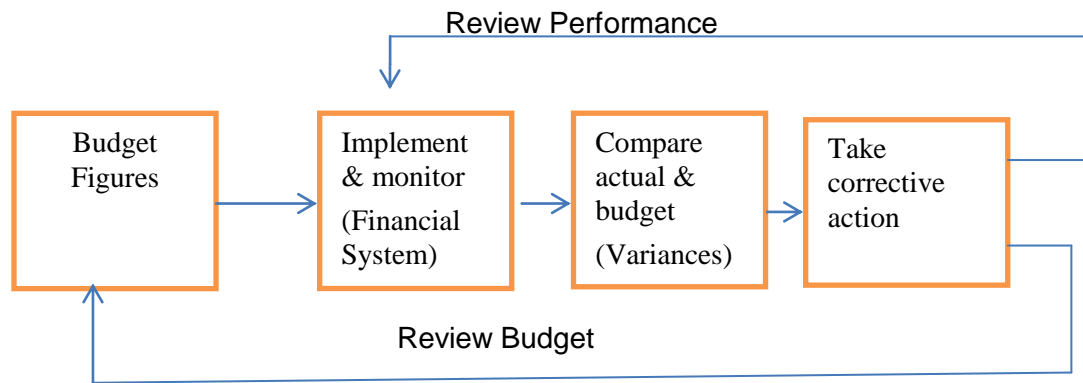 Review Performance
Budget
Figures
Implement
& monitor
(Financial
System)
Compare
actual &
budget
(Variances)
Take
corrective
action
Review Budget